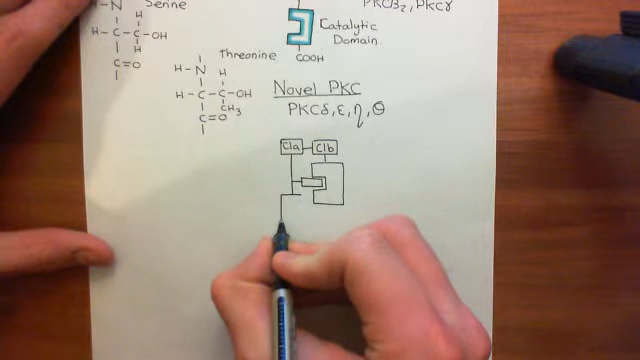 Serine
H-N H
H-C-C-OH
H
C=O
Threonine
H-N H
H-C-C-OH
CH3
C=O
PKCβ2, PKCγ
Catalytic
Domain.
COOH
Novel PKC
PKCδ, ε, η, θ
C1a C1b